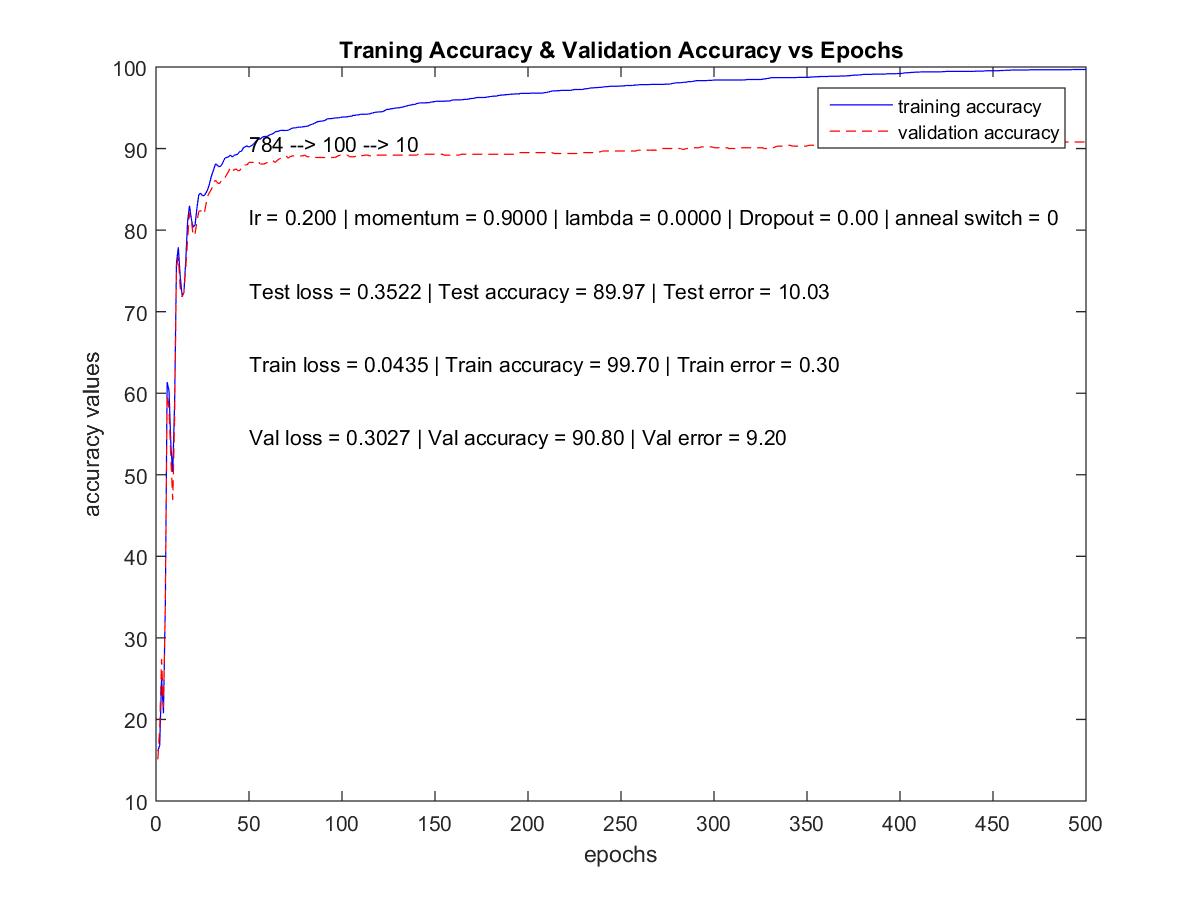 Traning Accuracy & Validation Accuracy vs Epochs
100
90
80
70
60
50
40
30
20
10
accuracy values
training accuracy
validation accuracy
784 --> 100 --> 10
lr = 0.200 | momentum = 0.9000 | lambda = 0.0000 | Dropout = 0.00 | anneal switch = 0
Test loss = 0.3522 | Test accuracy = 89.97 | Test error = 10.03
Train loss = 0.0435 | Train accuracy = 99.70 | Train error = 0.30
Val loss = 0.3027 | Val accuracy = 90.80 | Val error = 9.20
0 50 100 150 200 250 300 350 400 450 500
epochs